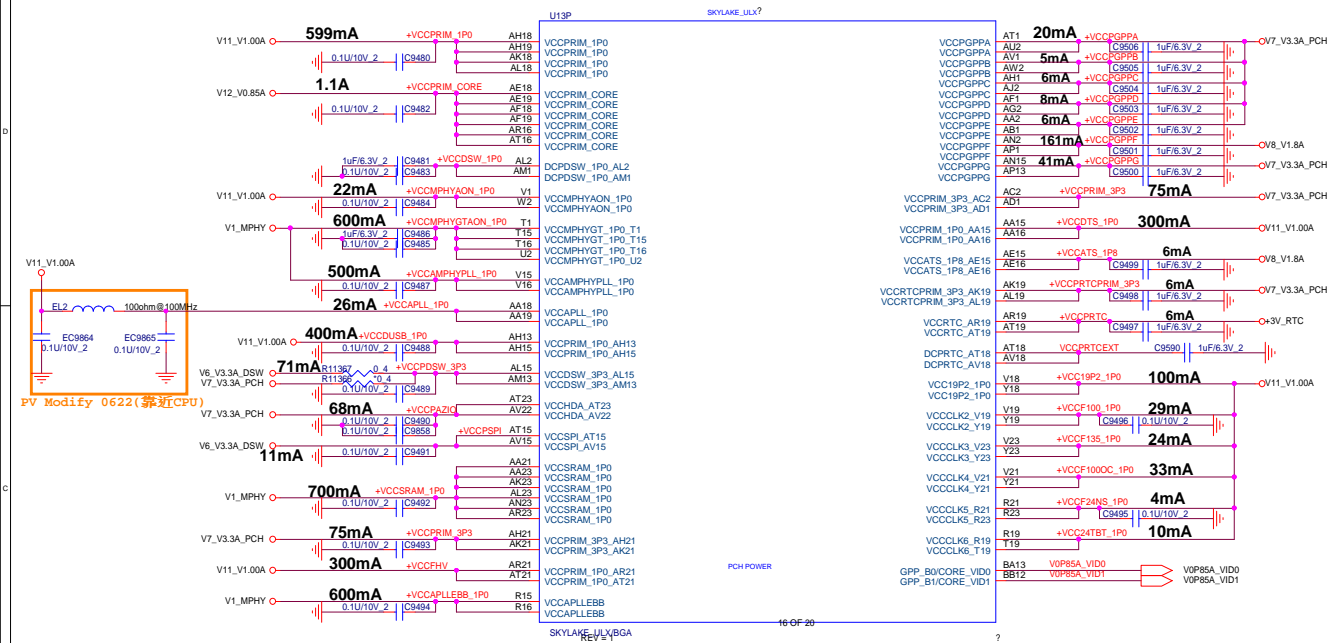 U13P
SKYLAKE_ULX?
V11_V1.00A 599mA +VCCPRIM_1P0 AH18 VCCPRIM_1P0
AH19 VCCPRIM_1P0
0.1U/10V_2 C9480 AK18 VCCPRIM_1P0
AL18 VCCPRIM_1P0
V12_V0.85A 1.1A +VCCPRIM_CORE AE18 VCCPRIM_CORE
AE19 VCCPRIM_CORE
0.1U/10V_2 C9482 AF18 VCCPRIM_CORE
AF19 VCCPRIM_CORE
AR16 VCCPRIM_CORE
AT16 VCCPRIM_CORE
1uF/6.3V_2 C9481 +VCCDSW_1P0 AL2 DCPDSW_1P0_AL2
0.1U/10V_2 C9483 AM1 DCPDSW_1P0_AM1
V11_V1.00A 22mA +VCCMPHYAON_1P0 V1 VCCMPHYAON_1P0
0.1U/10V_2 C9484 W2 VCCMPHYAON_1P0
V1_MPHY 600mA +VCCMPHYGTAON_1P0 T1 VCCMPHYGT_1P0_T1
1uF/6.3V_2 C9486 T15 VCCMPHYGT_1P0_T15
0.1U/10V_2 C9485 T16 VCCMPHYGT_1P0_T16
U2 VCCMPHYGT_1P0_U2
500mA +VCCAMPHYPLL_1P0 V15 VCCAMPHYPLL_1P0
0.1U/10V_2 C9487 V16 VCCAMPHYPLL_1P0
V11_V1.00A
EL2 100ohm@100MHz
26mA +VCCAPLL_1P0 AA18 VCCAPLL_1P0
AA19 VCCAPLL_1P0
EC9864 EC9865
0.1U/10V_2 0.1U/10V_2
PV Modify 0622(靠近CPU)
V11_V1.00A 400mA +VCCDUSB_1P0 AH13 VCCPRIM_1P0_AH13
0.1U/10V_2 C9488 AH15 VCCPRIM_1P0_AH15
V6_V3.3A_DSW 71mA R11367 0_4 +VCCPDSW_3P3 AL15 VCCDSW_3P3_AL15
V7_V3.3A_PCH *0_4 AM13 VCCDSW_3P3_AM13
0.1U/10V_2 C9489
V7_V3.3A_PCH 68mA +VCCPAZIO AT23 VCCHDA_AT23
0.1U/10V_2 C9490 AV22 VCCHDA_AV22
0.1U/10V_2 C9858
V6_V3.3A_DSW 11mA +VCCPSPI AT15 VCCSPI_AT15
0.1U/10V_2 C9491 AV15 VCCSPI_AV15
AA21 VCCSRAM_1P0
AA23 VCCSRAM_1P0
AK23 VCCSRAM_1P0
V1_MPHY 700mA +VCCSRAM_1P0 AL23 VCCSRAM_1P0
0.1U/10V_2 C9492 AN23 VCCSRAM_1P0
AR23 VCCSRAM_1P0
V7_V3.3A_PCH 75mA +VCCPRIM_3P3 AH21 VCCPRIM_3P3_AH21
0.1U/10V_2 C9493 AK21 VCCPRIM_3P3_AK21
V11_V1.00A 300mA +VCCFHV AR21 VCCPRIM_1P0_AR21
AT21 VCCPRIM_1P0_AT21
V1_MPHY 600mA +VCCAPLLEBB_1P0 R15 VCCAPLLEBB
0.1U/10V_2 C9494 R16 VCCAPLLEBB
SKYLAKE_ULX/BGA
REV = 1
PCH POWER
16 OF 20
?
VCCPGPPA AT1 20mA +VCCPGPPA V7_V3.3A_PCH
VCCPGPPA AU2 C9506 1uF/6.3V_2
VCCPGPPB AV1 5mA +VCCPGPPB
VCCPGPPB AW2 C9505 1uF/6.3V_2
VCCPGPPC AH1 6mA +VCCPGPPC
VCCPGPPC AJ2 C9504 1uF/6.3V_2
VCCPGPPD AF1 8mA +VCCPGPPD
VCCPGPPD AG2 C9503 1uF/6.3V_2
VCCPGPPE AA2 6mA +VCCPGPPE
VCCPGPPE AB1 C9502 1uF/6.3V_2
VCCPGPPF AN2 161mA +VCCPGPPF V8_V1.8A
VCCPGPPF AP1 C9501 1uF/6.3V_2
VCCPGPPG AN15 41mA +VCCPGPPG V7_V3.3A_PCH
VCCPGPPG AP13 C9500 1uF/6.3V_2
VCCPRIM_3P3_AC2 AC2 +VCCPRIM_3P3 75mA V7_V3.3A_PCH
VCCPRIM_3P3_AD1 AD1
VCCPRIM_1P0_AA15 AA15 +VCCDTS_1P0 300mA V11_V1.00A
VCCPRIM_1P0_AA16 AA16
VCCATS_1P8_AE15 AE15 +VCCATS_1P8 6mA V8_V1.8A
VCCATS_1P8_AE16 AE16 C9499 1uF/6.3V_2
VCCRTCPRIM_3P3_AK19 AK19 +VCCPRTCPRIM_3P3 6mA V7_V3.3A_PCH
VCCRTCPRIM_3P3_AL19 AL19 C9498 1uF/6.3V_2
VCCRTC_AR19 AR19 +VCCPRTC 6mA +3V_RTC
VCCRTC_AT19 AT19 C9497 1uF/6.3V_2
DCPRTC_AT18 AT18 VCCPRTCEXT C9590 1uF/6.3V_2
DCPRTC_AV18 AV18
VCC19P2_1P0 V18 +VCC19P2_1P0 100mA V11_V1.00A
VCC19P2_1P0 Y18
VCCCLK2_V19 V19 +VCCF100_1P0 29mA
VCCCLK2_Y19 Y19 C9496 0.1U/10V_2
VCCCLK3_V23 V23 +VCCF135_1P0 24mA
VCCCLK3_Y23 Y23
VCCCLK4_V21 V21 +VCCF100OC_1P0 33mA
VCCCLK4_Y21 Y21
VCCCLK5_R21 R21 +VCCF24NS_1P0 4mA
VCCCLK5_R23 R23 C9495 0.1U/10V_2
VCCCLK6_R19 R19 +VCC24TBT_1P0 10mA
VCCCLK6_T19 T19
GPP_B0/CORE_VID0 BA13 V0P85A_VID0 V0P85A_VID0
GPP_B1/CORE_VID1 BB12 V0P85A_VID1 V0P85A_VID1
D
C